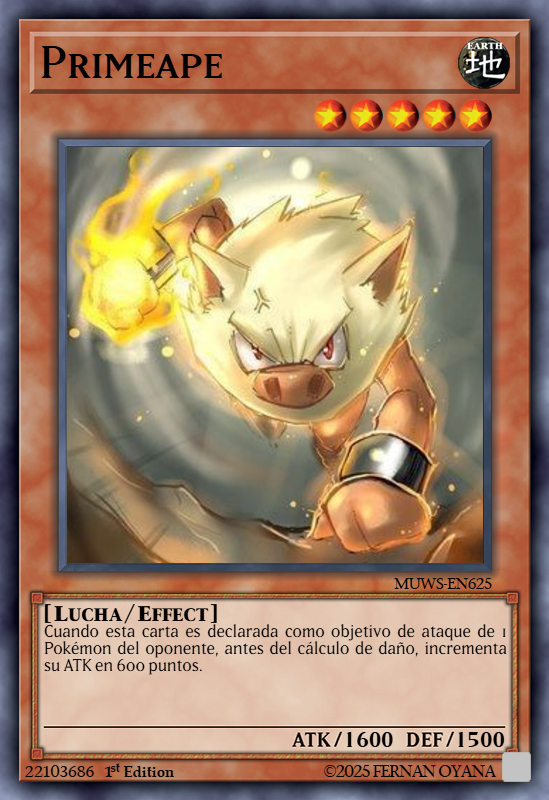 PRIMEAPE
EARTH
地
MUWS-EN625
[LUCHA/EFFECT]
Cuando esta carta es declarada como objetivo de ataque de 1
Pokémon del oponente, antes del cálculo de daño, incrementa
su ATK en 600 puntos.
ATK/1600 DEF/1500
22103686 1st Edition ©2025 FERNAN OYANA